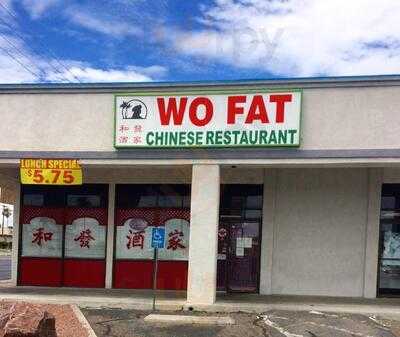 WO FAT
和發
酒家
CHINESE RESTAURANT
LUNCH SPECIAL
$5.75
和發酒家